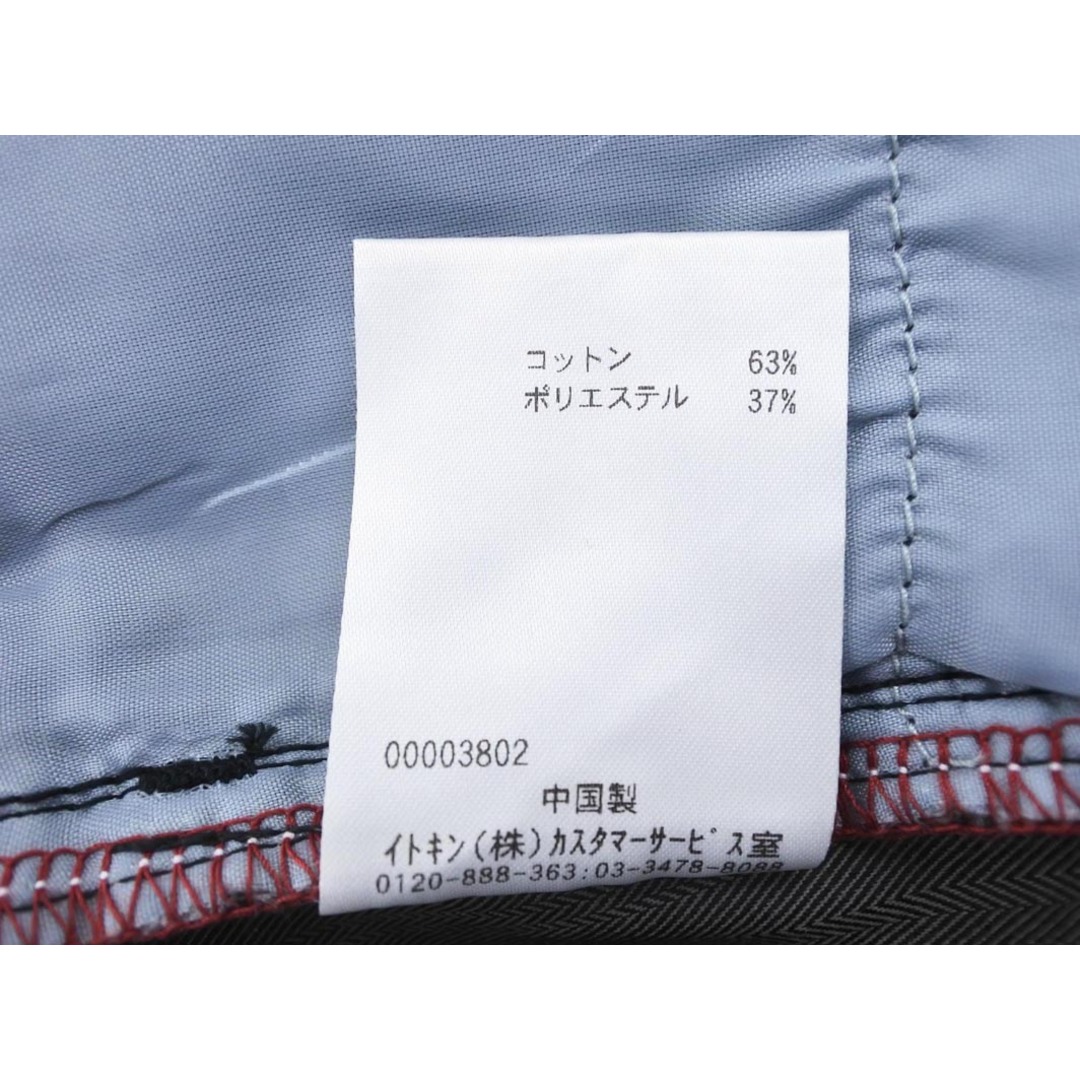 コットン 63%
ポリエステル 37%
00003802
中国製
イトキン(株)カスタマーサービス室
0120-888-363:03-3478-8088